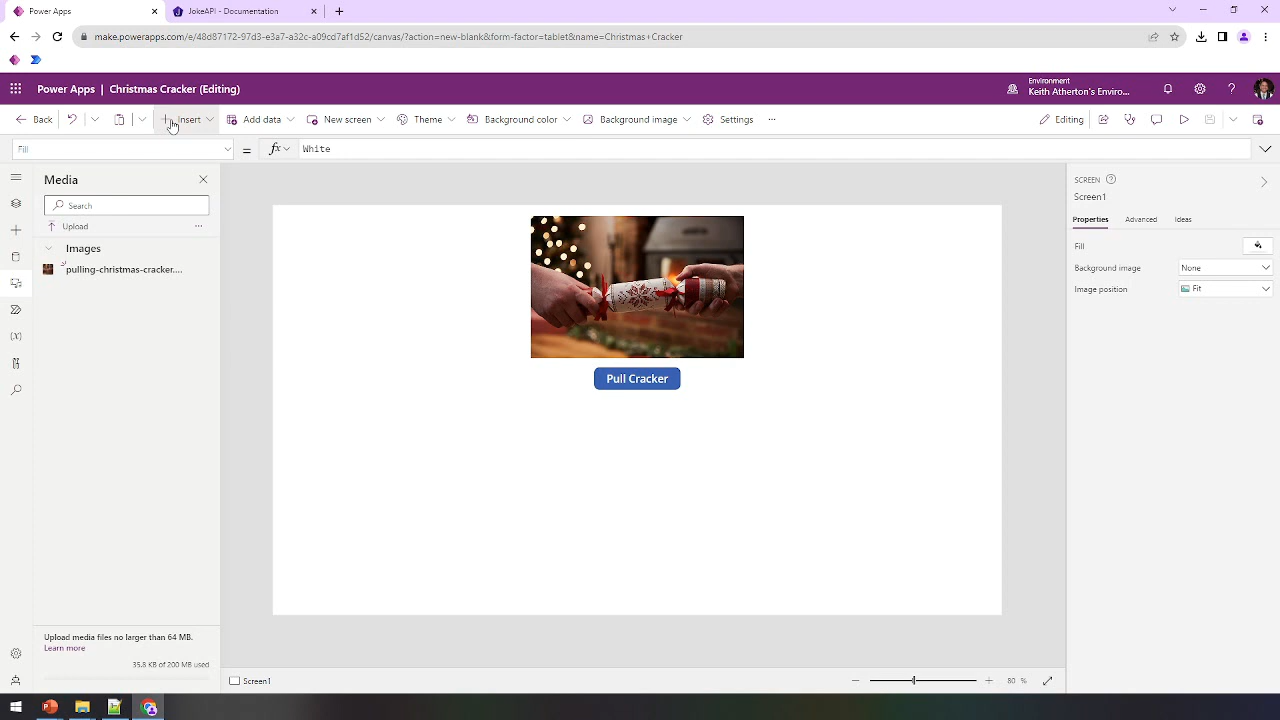 Power Apps
JokeAPI - Documentation
make.powerapps.com/e/48d87172-97d3-e3a7-a32c-a09cd7af1d52/canvas/?action=new-blank&form-factor=tablet&name=Christmas+Cracker
Power Apps | Christmas Cracker (Editing)
Environment
Keith Atherton's Enviro...
Back
Insert
Add data
New screen
Theme
Background color
Background image
Settings
Editing
Fill
=
fx
White
Media
Search
Upload
Images
pulling-christmas-cracker....
Upload media files no larger than 64 MB.
Learn more
35.8 KB of 200 MB used
Pull Cracker
SCREEN
Screen1
Properties
Advanced
Ideas
Fill
Background image
None
Image position
Fit
Screen1
80 %